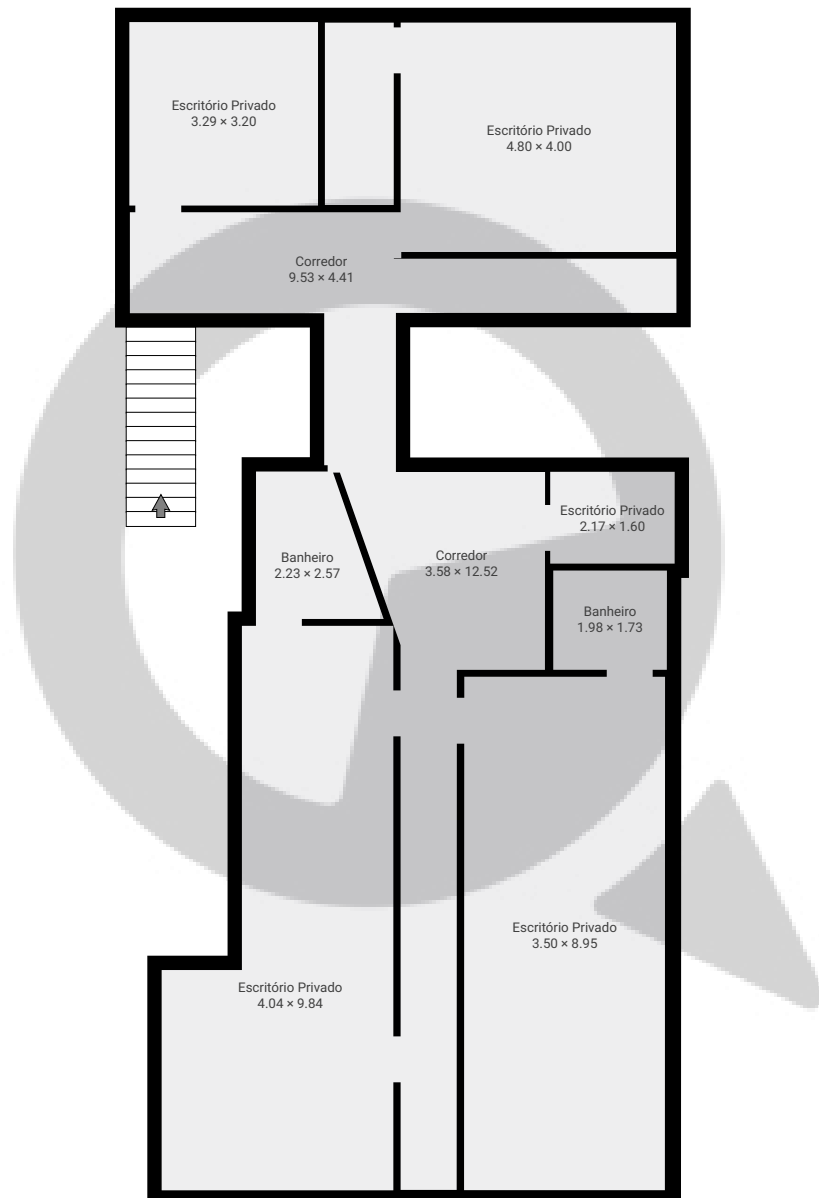 Escritório Privado
3.29 × 3.20
Escritório Privado
4.80 × 4.00
Corredor
9.53 × 4.41
Escritório Privado
2.17 × 1.60
Banheiro
2.23 × 2.57
Corredor
3.58 × 12.52
Banheiro
1.98 × 1.73
Escritório Privado
3.50 × 8.95
Escritório Privado
4.04 × 9.84